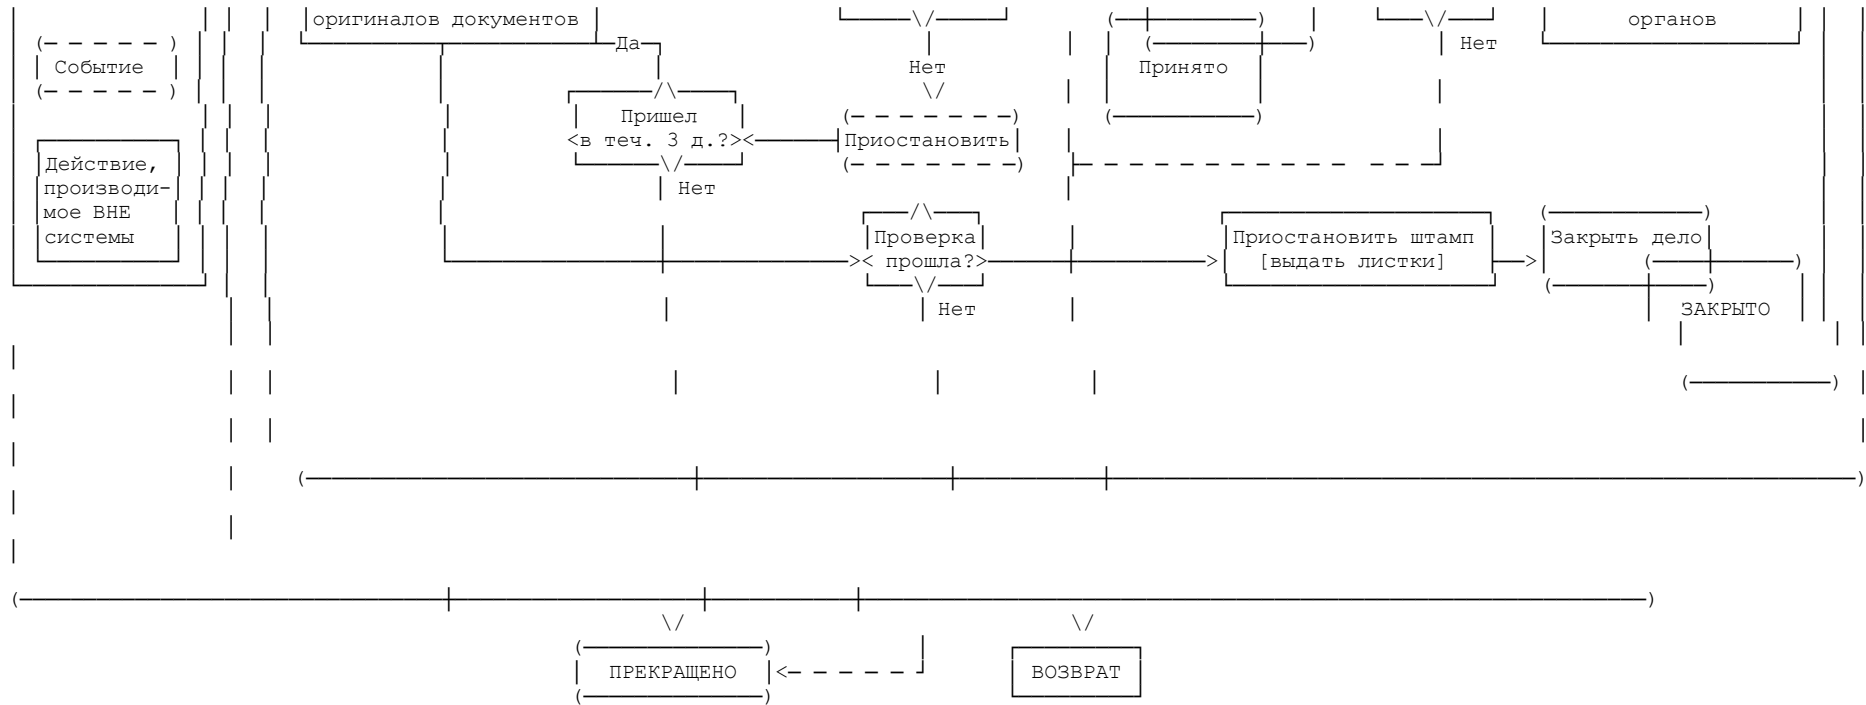 оригиналов документов
органов
Событие
Да
Нет
Принято
Нет
Пришел
в теч. 3 д.?
Приостановить
Действие,
производи-
мое ВНЕ
системы
Нет
Проверка
прошла?
Приостановить штамп
[выдать листки]
Закрыть дело
Нет
ЗАКРЫТО
ПРЕКРАЩЕНО
ВОЗВРАТ